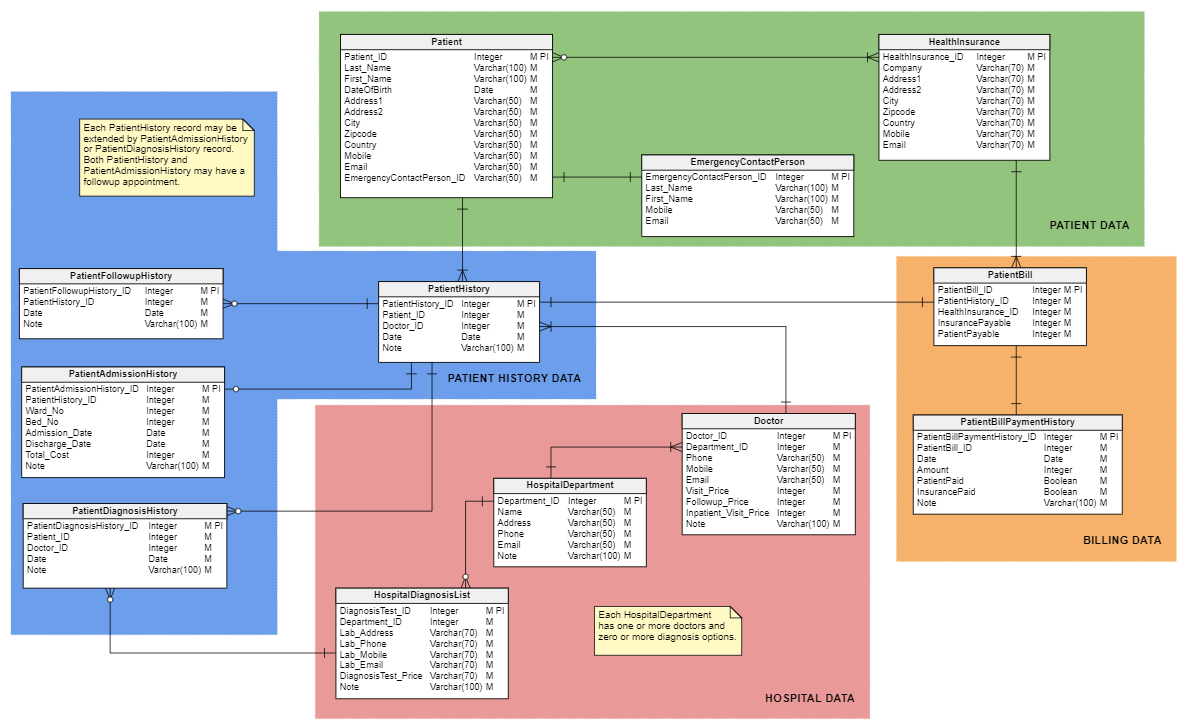 Patient
Patient_ID Integer M PI
Last_Name Varchar(100) M
First_Name Varchar(100) M
DateOfBirth Date M
Address1 Varchar(50) M
Address2 Varchar(50) M
City Varchar(50) M
Zipcode Varchar(50) M
Country Varchar(50) M
Mobile Varchar(50) M
Email Varchar(50) M
EmergencyContactPerson_ID Varchar(50) M
HealthInsurance
HealthInsurance_ID Integer M PI
Company Varchar(70) M
Address1 Varchar(70) M
Address2 Varchar(70) M
City Varchar(70) M
Zipcode Varchar(70) M
Country Varchar(70) M
Mobile Varchar(70) M
Email Varchar(70) M
EmergencyContactPerson
EmergencyContactPerson_ID Integer M PI
Last_Name Varchar(100) M
First_Name Varchar(100) M
Mobile Varchar(50) M
Email Varchar(50) M
PATIENT DATA
Each PatientHistory record may be
extended by PatientAdmissionHistory
or PatientDiagnosisHistory record.
Both PatientHistory and
PatientAdmissionHistory may have a
followup appointment.
PatientFollowupHistory
PatientFollowupHistory_ID Integer M PI
PatientHistory_ID Integer M
Date Date M
Note Varchar(100) M
PatientHistory
PatientHistory_ID Integer M PI
Patient_ID Integer M
Doctor_ID Integer M
Date Date M
Note Varchar(100) M
PATIENT HISTORY DATA
PatientAdmissionHistory
PatientAdmissionHistory_ID Integer M PI
PatientHistory_ID Integer M
Ward_No Integer M
Bed_No Integer M
Admission_Date Date M
Discharge_Date Date M
Total_Cost Integer M
Note Varchar(100) M
PatientDiagnosisHistory
PatientDiagnosisHistory_ID Integer M PI
Patient_ID Integer M
Doctor_ID Integer M
Date Date M
Note Varchar(100) M
PatientBill
PatientBill_ID Integer M PI
PatientHistory_ID Integer M
HealthInsurance_ID Integer M
InsurancePayable Integer M
PatientPayable Integer M
PatientBillPaymentHistory
PatientBillPaymentHistory_ID Integer M PI
PatientBill_ID Integer M
Date Date M
Amount Integer M
PatientPaid Boolean M
InsurancePaid Boolean M
Note Varchar(100) M
BILLING DATA
Doctor
Doctor_ID Integer M PI
Department_ID Integer M
Phone Varchar(50) M
Mobile Varchar(50) M
Email Varchar(50) M
Visit_Price Integer M
Followup_Price Integer M
Inpatient_Visit_Price Integer M
Note Varchar(100) M
HospitalDepartment
Department_ID Integer M PI
Name Varchar(50) M
Address Varchar(50) M
Phone Varchar(50) M
Email Varchar(50) M
Note Varchar(100) M
HospitalDiagnosisList
DiagnosisTest_ID Integer M PI
Department_ID Integer M
Lab_Address Varchar(70) M
Lab_Phone Varchar(70) M
Lab_Mobile Varchar(70) M
Lab_Email Varchar(70) M
DiagnosisTest_Price Varchar(70) M
Note Varchar(100) M
Each HospitalDepartment
has one or more doctors and
zero or more diagnosis options.
HOSPITAL DATA